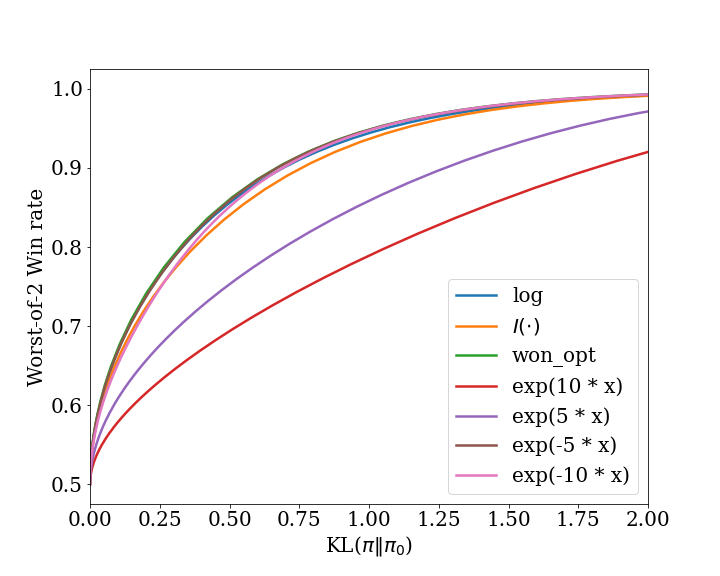 Worst-of-2 Win rate
1.0
0.9
0.8
0.7
0.6
0.5
0.00 0.25 0.50 0.75 1.00 1.25 1.50 1.75 2.00
KL(π‖π₀)
log
I(·)
won_opt
exp(10 * x)
exp(5 * x)
exp(-5 * x)
exp(-10 * x)